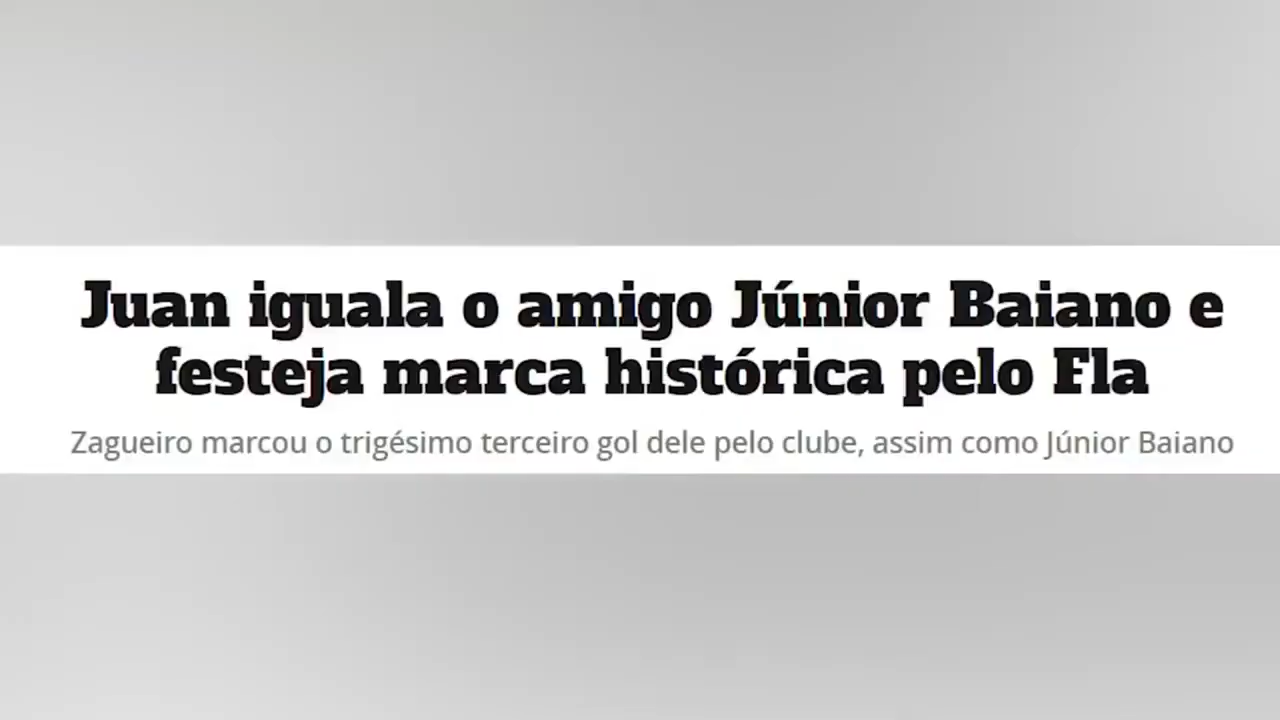 Juan iguala o amigo Júnior Baiano e
festeja marca histórica pelo Fla
Zagueiro marcou o trigésimo terceiro gol dele pelo clube, assim como Júnior Baiano